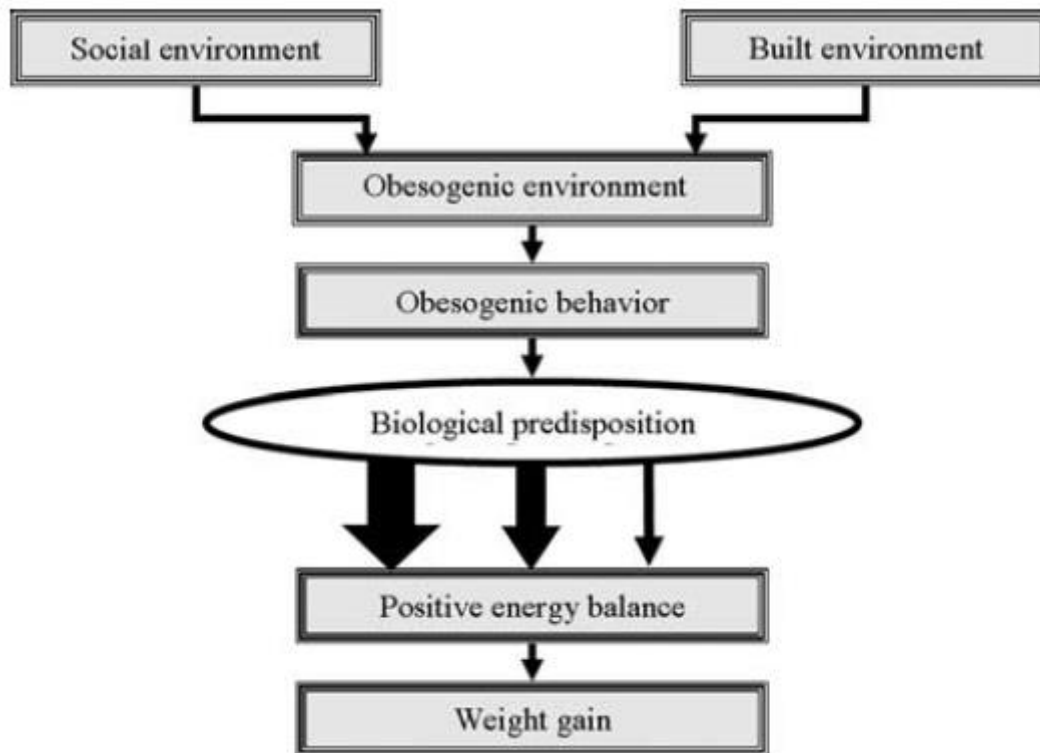 Social environment
Built environment
Obesogenic environment
Obesogenic behavior
Biological predisposition
Positive energy balance
Weight gain